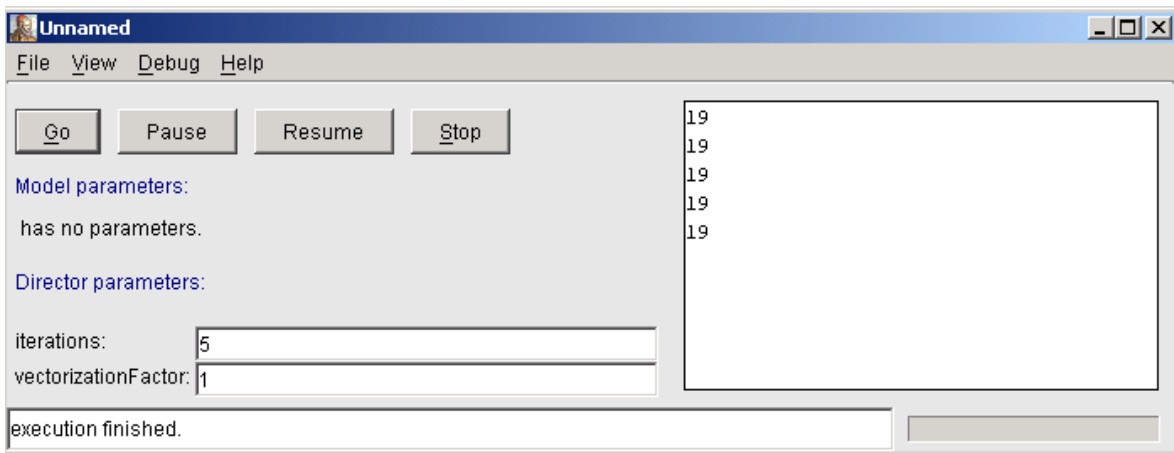 Unnamed
File View Debug Help
Go Pause Resume Stop
Model parameters:
has no parameters.
Director parameters:
iterations: 5
vectorizationFactor: 1
19
19
19
19
19
execution finished.